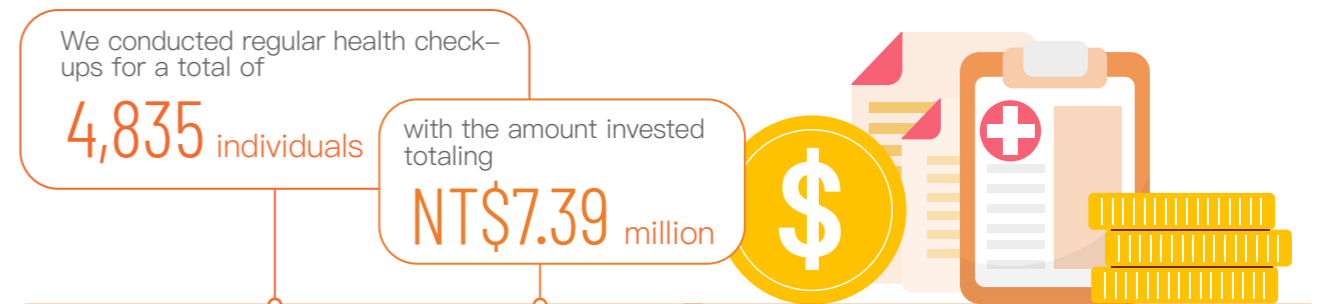 We conducted regular health check-
ups for a total of
4,835 individuals
with the amount invested
totaling
NT$7.39 million
$